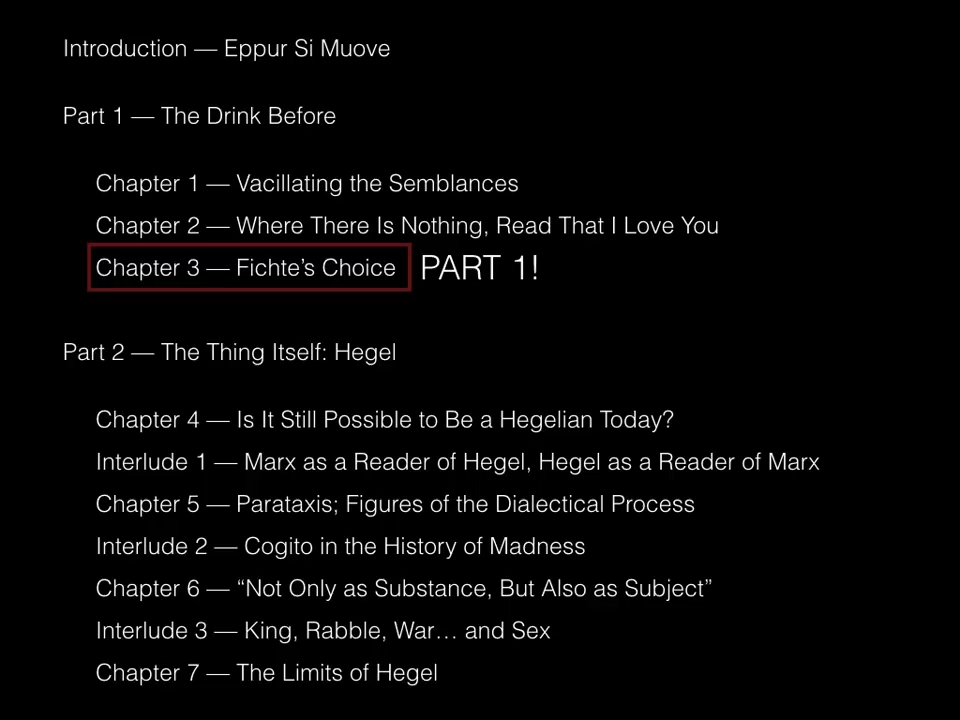 Introduction — Eppur Si Muove
Part 1 — The Drink Before
Chapter 1 — Vacillating the Semblances
Chapter 2 — Where There Is Nothing, Read That I Love You
Chapter 3 — Fichte’s Choice PART 1!
Part 2 — The Thing Itself: Hegel
Chapter 4 — Is It Still Possible to Be a Hegelian Today?
Interlude 1 — Marx as a Reader of Hegel, Hegel as a Reader of Marx
Chapter 5 — Parataxis; Figures of the Dialectical Process
Interlude 2 — Cogito in the History of Madness
Chapter 6 — “Not Only as Substance, But Also as Subject”
Interlude 3 — King, Rabble, War… and Sex
Chapter 7 — The Limits of Hegel